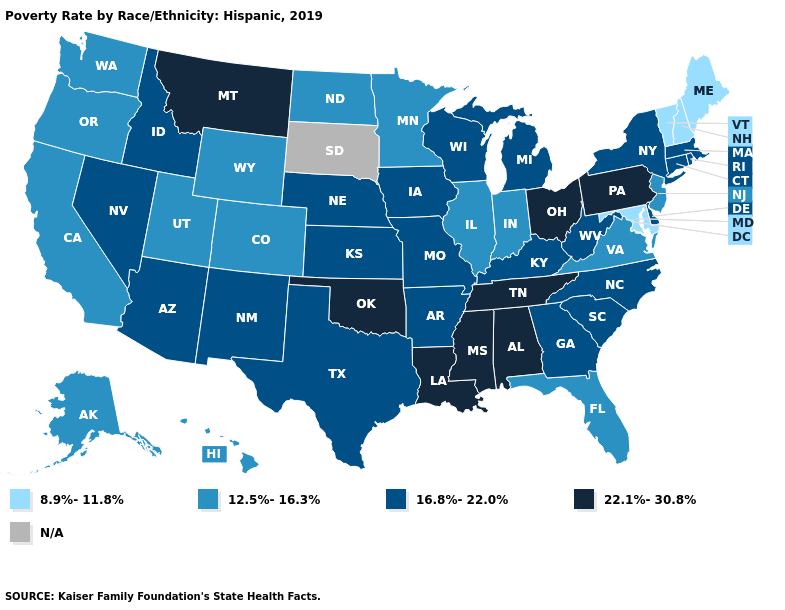 Poverty Rate by Race/Ethnicity: Hispanic, 2019
WA
MT
ND
MN
ME
OR
ID
SD
WI
MI
NY
VT
NH
MA
RI
CT
NJ
DE
MD
DC
WY
NE
IA
PA
OH
NV
UT
CO
IL
IN
CA
KS
MO
KY
WV
VA
AZ
NM
OK
AR
TN
NC
SC
MS
AL
GA
TX
LA
FL
AK
HI
8.9%- 11.8%
12.5%- 16.3%
16.8%- 22.0%
22.1%- 30.8%
N/A
SOURCE: Kaiser Family Foundation's State Health Facts.